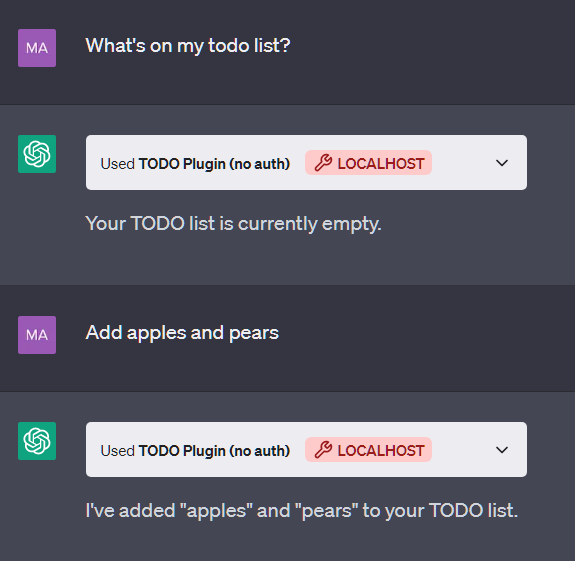 MA What's on my todo list?
Used TODO Plugin (no auth) LOCALHOST
Your TODO list is currently empty.
MA Add apples and pears
Used TODO Plugin (no auth) LOCALHOST
I've added "apples" and "pears" to your TODO list.